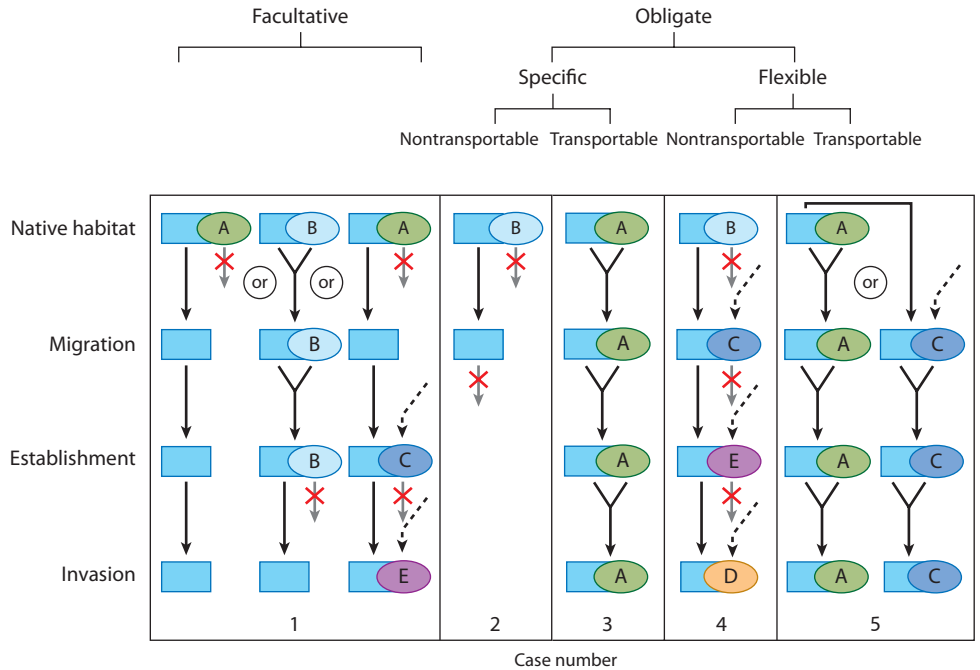 Facultative Obligate
Specific Flexible
Nontransportable Transportable Nontransportable Transportable
Native habitat A B A B A B A
or or or
Migration B A C A C
Establishment B C A E A C
Invasion E A D A C
1 2 3 4 5
Case number